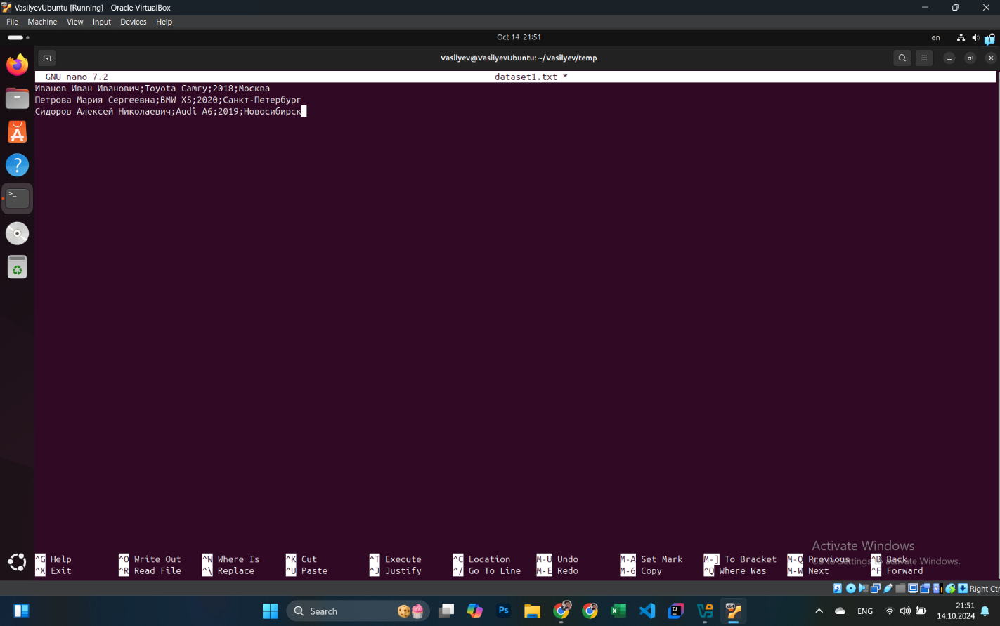 VasilyevUbuntu [Running] - Oracle VirtualBox
File Machine View Input Devices Help
Oct 14 21:51
en
Vasilyev@VasilyevUbuntu: ~/Vasilyev/temp
GNU nano 7.2 dataset1.txt *
Иванов Иван Иванович;Toyota Camry;2018;Москва
Петрова Мария Сергеевна;BMW X5;2020;Санкт-Петербург
Сидоров Алексей Николаевич;Audi A6;2019;Новосибирск
Activate Windows
Go to Settings to activate Windows.
^G Help ^O Write Out ^W Where Is ^K Cut ^T Execute ^C Location M-U Undo M-A Set Mark M-] To Bracket M-Q Previous ^B Back
^X Exit ^R Read File ^\ Replace ^U Paste ^J Justify ^/ Go To Line M-E Redo M-6 Copy ^Q Where Was M-W Next ^F Forward
Right Ctr
Search
Ps
ENG
21:51
14.10.2024